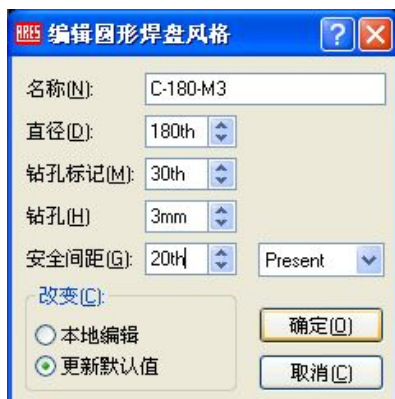 ARES 编辑圆形焊盘风格
名称(N): C-180-M3
直径(D): 180th
钻孔标记(M): 30th
钻孔(H) 3mm
安全间距(G): 20th Present
改变(C):
本地编辑
更新默认值
确定(O)
取消(C)